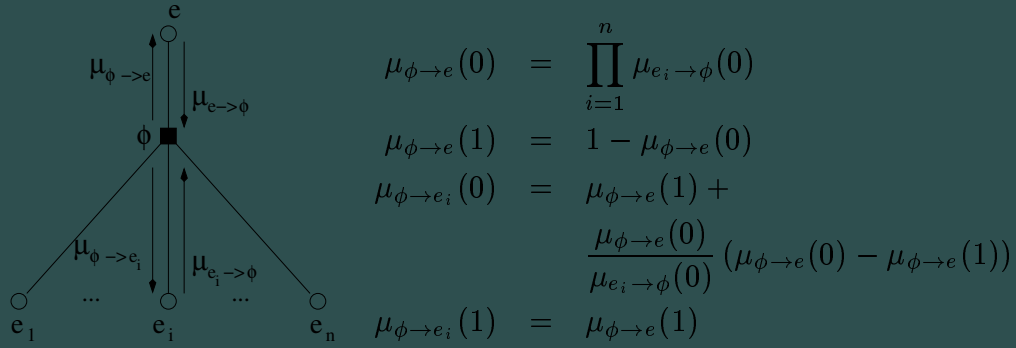 e
μ_{ϕ->e}
μ_{e->ϕ}
ϕ
μ_{ϕ->e_i}
μ_{e_i->ϕ}
... ...
e_1 e_i e_n
μ_{ϕ→e}(0) = ∏_{i=1}^{n} μ_{e_i→ϕ}(0)
μ_{ϕ→e}(1) = 1 − μ_{ϕ→e}(0)
μ_{ϕ→e_i}(0) = μ_{ϕ→e}(1) +
\frac{μ_{ϕ→e}(0)}{μ_{e_i→ϕ}(0)} (μ_{ϕ→e}(0) − μ_{ϕ→e}(1))
μ_{ϕ→e_i}(1) = μ_{ϕ→e}(1)